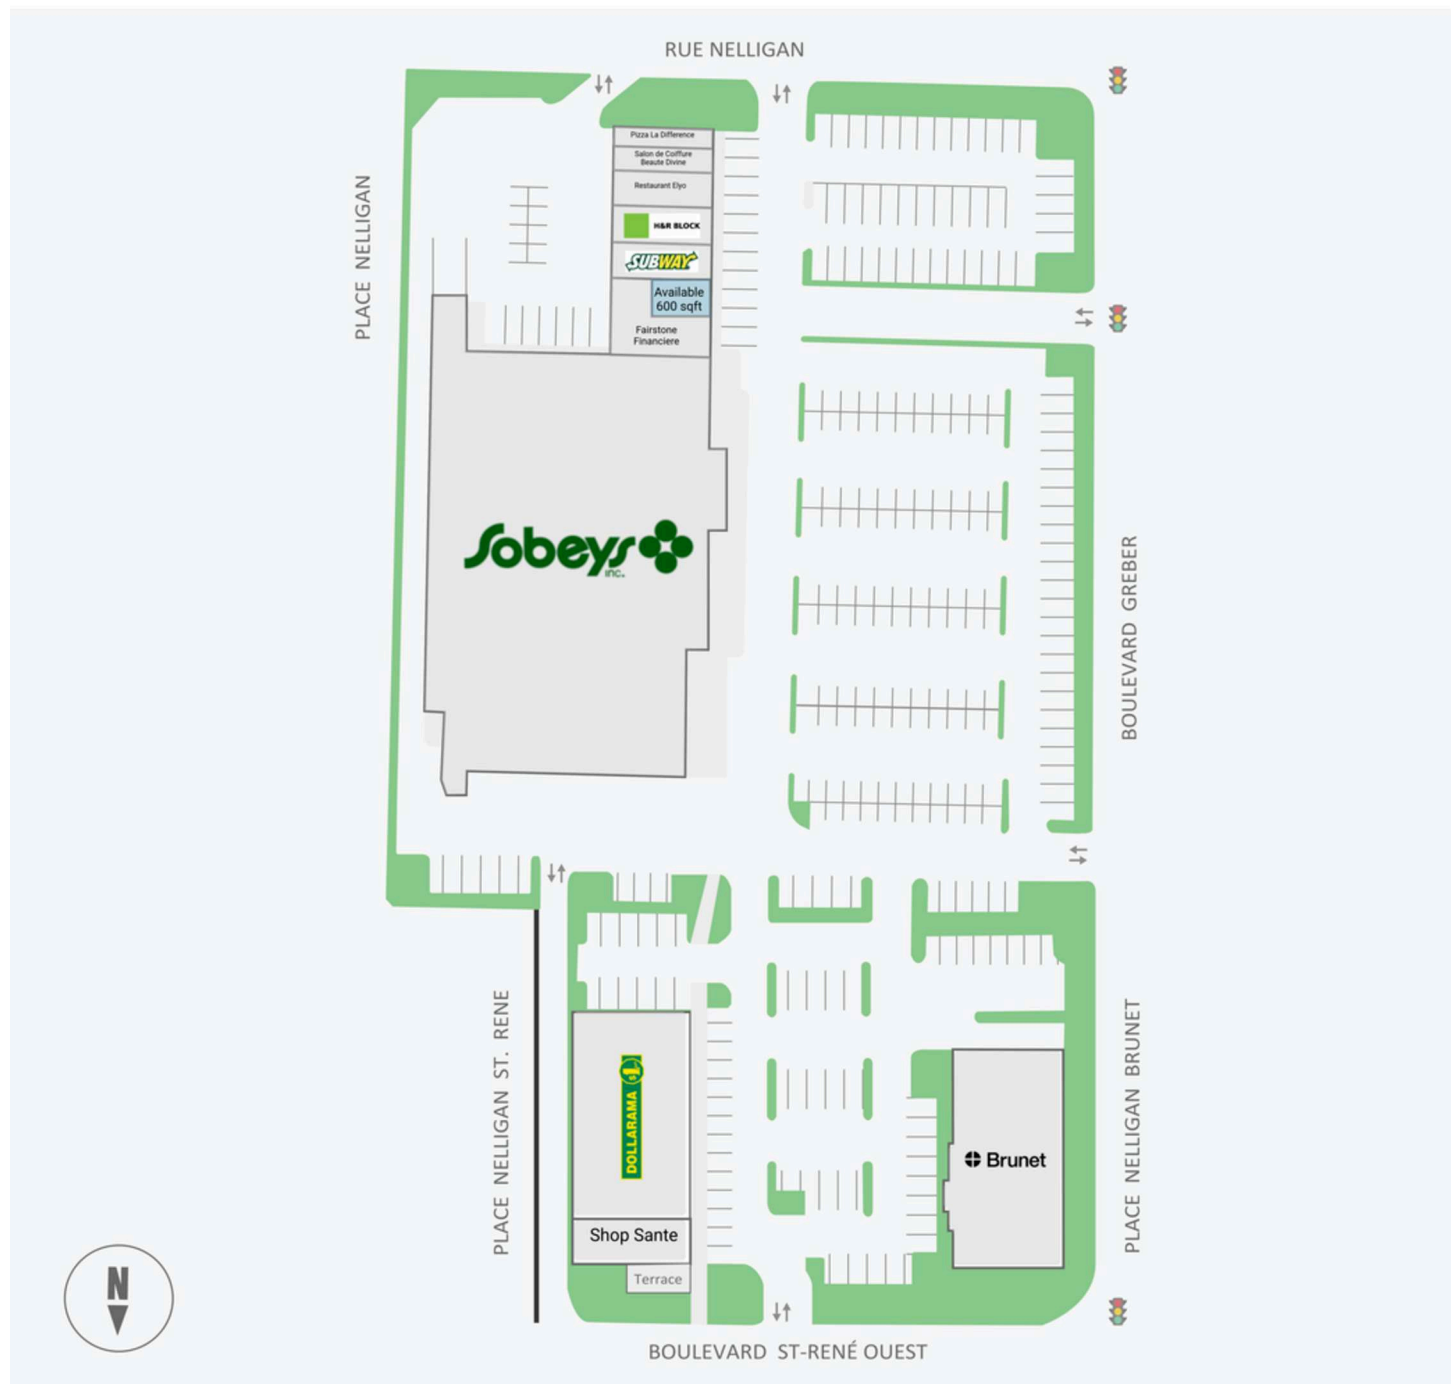 RUE NELLIGAN
PLACE NELLIGAN
Pizza La Difference
Salon de Coiffure
Beaute Divine
Restaurant Elyo
H&R BLOCK
SUBWAY
Available
600 sqft
Fairstone
Financiere
Sobeys
INC.
BOULEVARD GREBER
PLACE NELLIGAN ST. RENE
DOLLARAMA $1
Shop Sante
Terrace
Brunet
PLACE NELLIGAN BRUNET
N
BOULEVARD ST-RENÉ OUEST